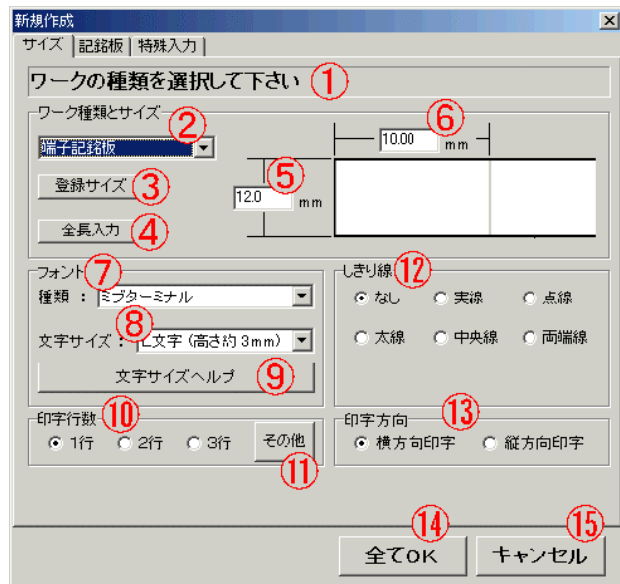 新規作成
サイズ 記銘板 特殊入力
ワークの種類を選択して下さい ①
ワーク種類とサイズ
②
端子記銘板
登録サイズ ③
全長入力 ④
12.0 mm ⑤
10.00 mm ⑥
フォント ⑦
種類 : ミブターミナル
⑧
文字サイズ : L文字 (高さ約 3mm)
文字サイズヘルプ ⑨
しきり線 ⑫
なし 実線 点線
太線 中央線 両端線
印字行数 ⑩
1行 2行 3行 その他
⑪
印字方向 ⑬
横方向印字 縦方向印字
⑭ ⑮
全てOK キャンセル